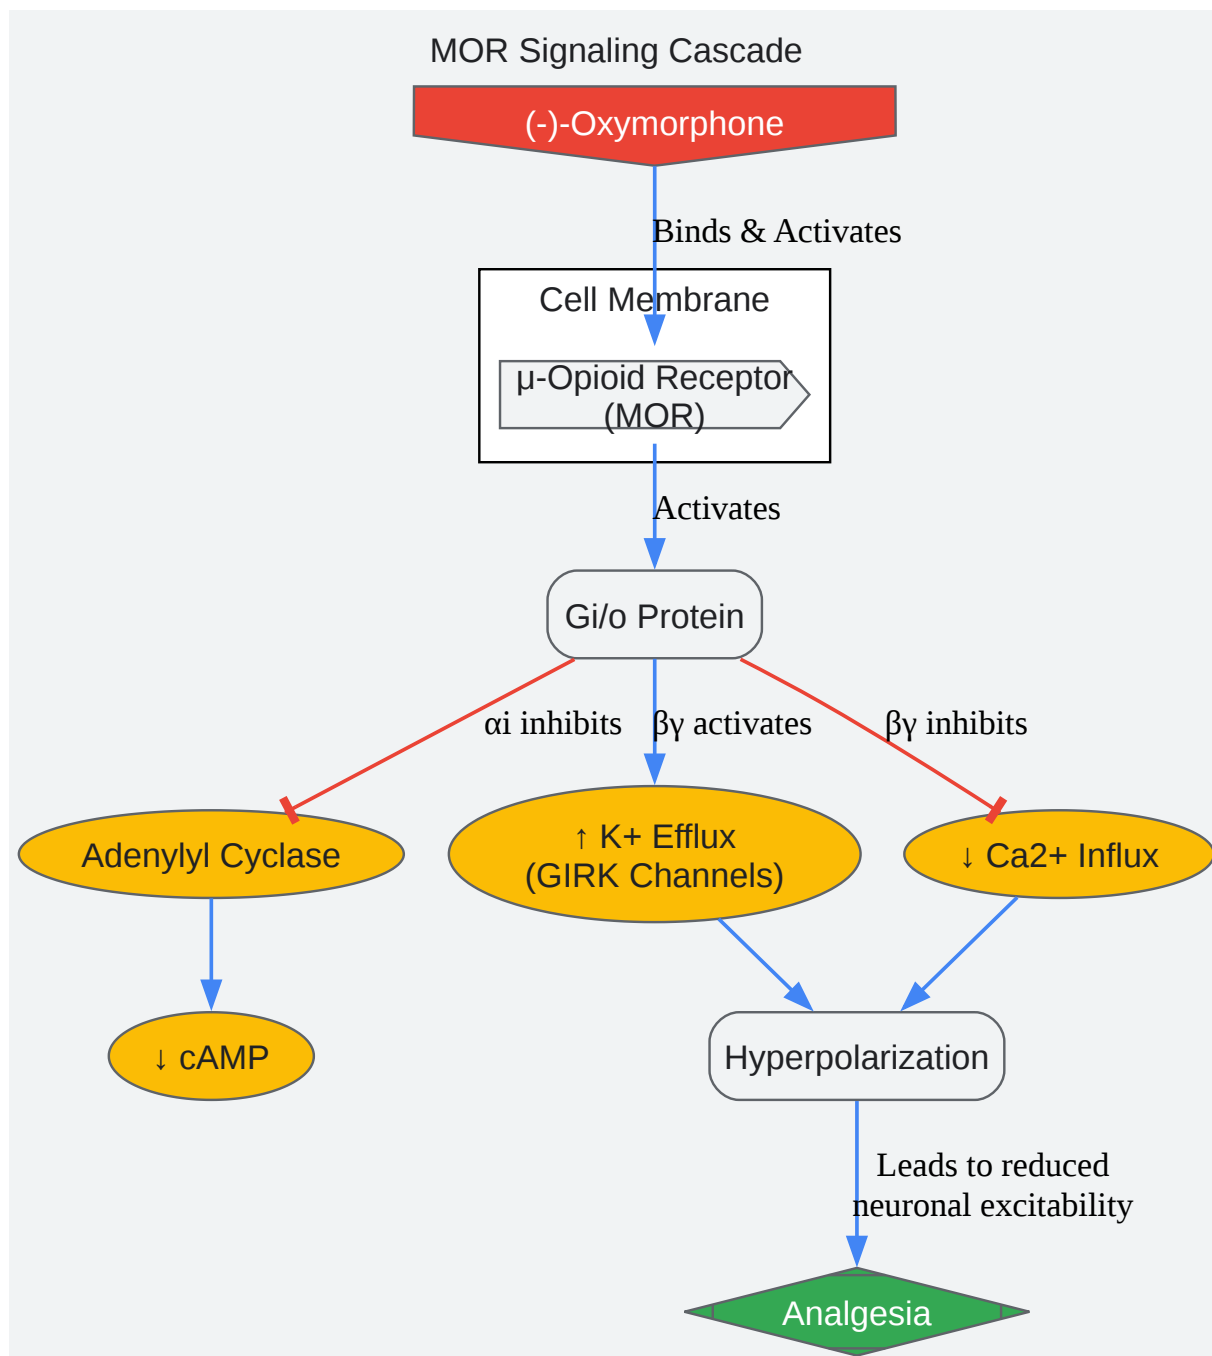 MOR Signaling Cascade
(-)-Oxymorphone
Binds & Activates
Cell Membrane
μ-Opioid Receptor
(MOR)
Activates
Gi/o Protein
αi inhibits
βγ activates
βγ inhibits
Adenylyl Cyclase
↑ K+ Efflux
(GIRK Channels)
↓ Ca2+ Influx
↓ cAMP
Hyperpolarization
Leads to reduced
neuronal excitability
Analgesia